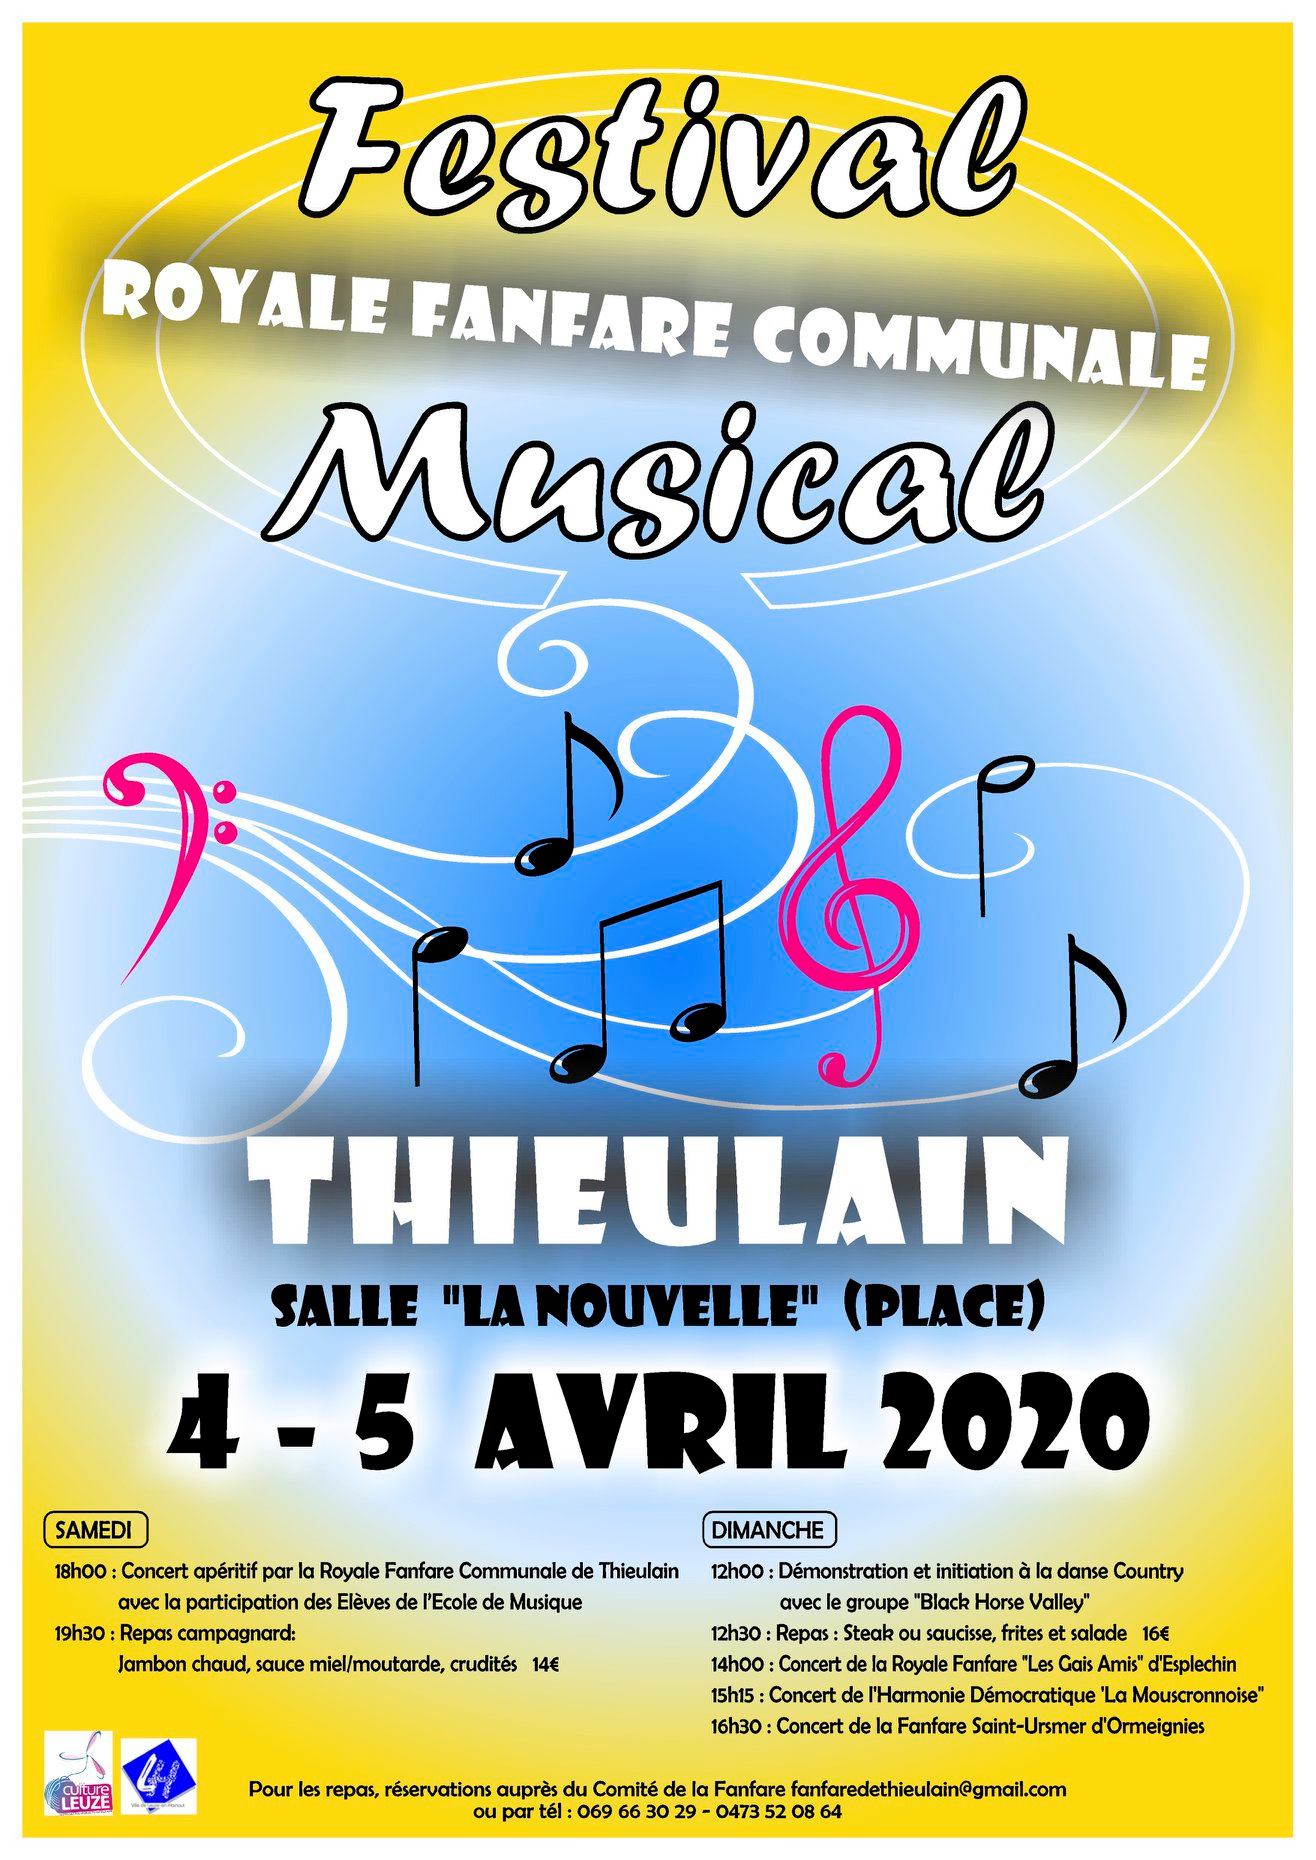 Festival
ROYALE FANFARE COMMUNALE
Musical
THIEULAIN
SALLE "LA NOUVELLE" (PLACE)
4 - 5 AVRIL 2020
SAMEDI
18h00 : Concert apéritif par la Royale Fanfare Communale de Thieulain
avec la participation des Elèves de l'Ecole de Musique
19h30 : Repas campagnard:
Jambon chaud, sauce miel/moutarde, crudités 14€
DIMANCHE
12h00 : Démonstration et initiation à la danse Country
avec le groupe "Black Horse Valley"
12h30 : Repas : Steak ou saucisse, frites et salade 16€
14h00 : Concert de la Royale Fanfare "Les Gais Amis" d'Esplechin
15h15 : Concert de l'Harmonie Démocratique 'La Mouscronnoise"
16h30 : Concert de la Fanfare Saint-Ursmer d'Ormeignies
culture
LEUZE
Ville de Leuze-en-Hainaut
Pour les repas, réservations auprès du Comité de la Fanfare fanfaredethieulain@gmail.com
ou par tél : 069 66 30 29 - 0473 52 08 64